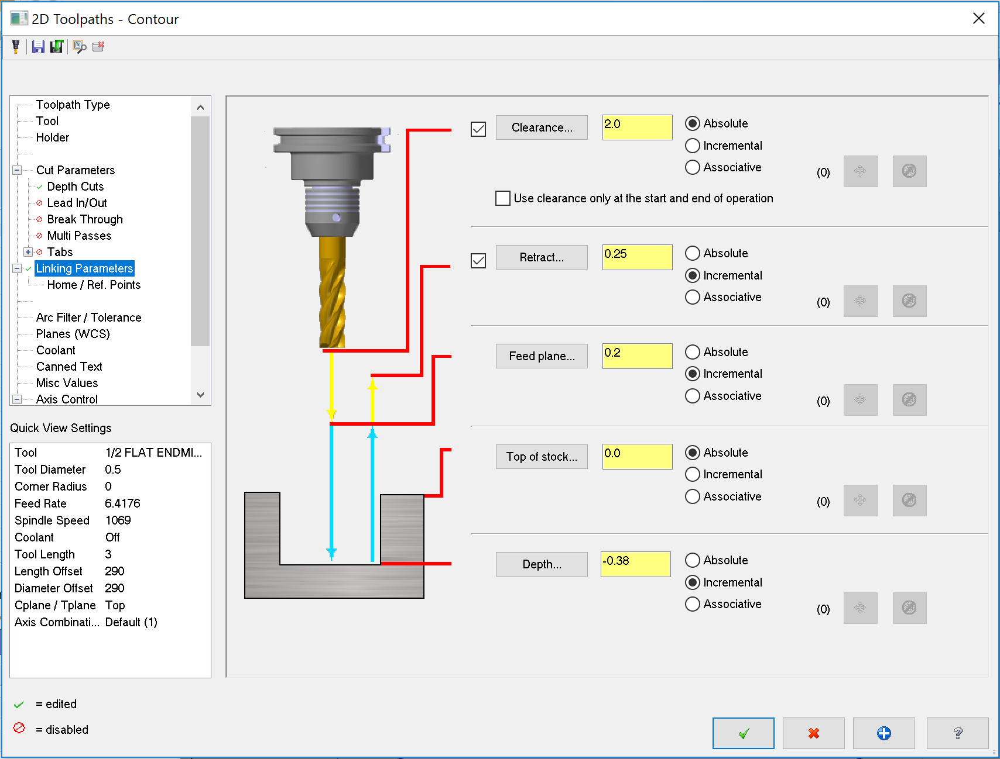 2D Toolpaths - Contour
Toolpath Type
Tool
Holder
Cut Parameters
Depth Cuts
Lead In/Out
Break Through
Multi Passes
Tabs
Linking Parameters
Home / Ref. Points
Arc Filter / Tolerance
Planes (WCS)
Coolant
Canned Text
Misc Values
Axis Control
Quick View Settings
Tool 1/2 FLAT ENDMI...
Tool Diameter 0.5
Corner Radius 0
Feed Rate 6.4176
Spindle Speed 1069
Coolant Off
Tool Length 3
Length Offset 290
Diameter Offset 290
Cplane / Tplane Top
Axis Combinati... Default (1)
= edited
= disabled
Clearance... 2.0
Absolute
Incremental
Associative
(0)
Use clearance only at the start and end of operation
Retract... 0.25
Absolute
Incremental
Associative
(0)
Feed plane... 0.2
Absolute
Incremental
Associative
(0)
Top of stock... 0.0
Absolute
Incremental
Associative
(0)
Depth... -0.38
Absolute
Incremental
Associative
(0)
?